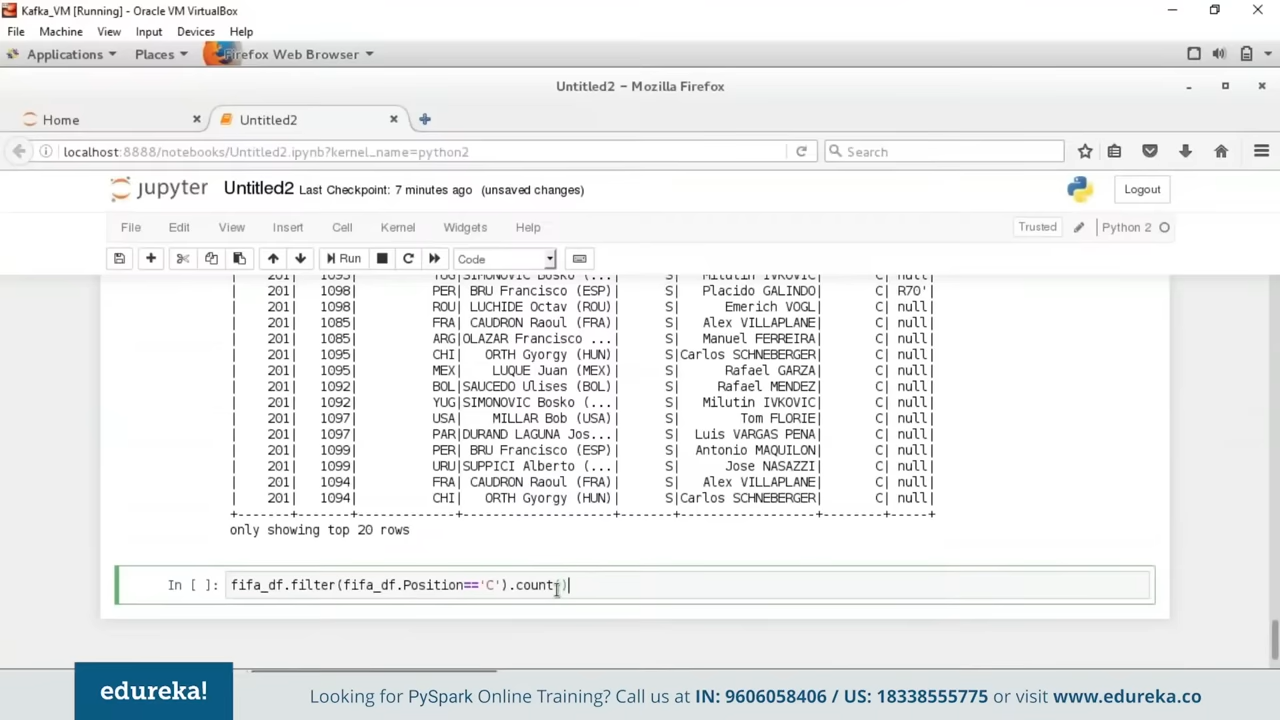 Kafka_VM [Running] - Oracle VM VirtualBox
File Machine View Input Devices Help
Applications Places Firefox Web Browser
Untitled2 – Mozilla Firefox
Home Untitled2
localhost:8888/notebooks/Untitled2.ipynb?kernel_name=python2 Search
jupyter Untitled2 Last Checkpoint: 7 minutes ago (unsaved changes) Logout
File Edit View Insert Cell Kernel Widgets Help Trusted Python 2
Run Code
| 201| 1093| YUG|SIMONOVIC Bosko (...| S| Milutin IVKOVIC| C| null|
| 201| 1098| PER| BRU Francisco (ESP)| S| Placido GALINDO| C| R70'|
| 201| 1098| ROU| LUCHIDE Octav (ROU)| S| Emerich VOGL| C| null|
| 201| 1085| FRA| CAUDRON Raoul (FRA)| S| Alex VILLAPLANE| C| null|
| 201| 1085| ARG|OLAZAR Francisco ...| S| Manuel FERREIRA| C| null|
| 201| 1095| CHI| ORTH Gyorgy (HUN)| S|Carlos SCHNEBERGER| C| null|
| 201| 1095| MEX| LUQUE Juan (MEX)| S| Rafael GARZA| C| null|
| 201| 1092| BOL|SAUCEDO Ulises (BOL)| S| Rafael MENDEZ| C| null|
| 201| 1092| YUG|SIMONOVIC Bosko (...| S| Milutin IVKOVIC| C| null|
| 201| 1097| USA| MILLAR Bob (USA)| S| Tom FLORIE| C| null|
| 201| 1097| PAR|DURAND LAGUNA Jos...| S| Luis VARGAS PENA| C| null|
| 201| 1099| PER| BRU Francisco (ESP)| S| Antonio MAQUILON| C| null|
| 201| 1099| URU|SUPPICI Alberto (...| S| Jose NASAZZI| C| null|
| 201| 1094| FRA| CAUDRON Raoul (FRA)| S| Alex VILLAPLANE| C| null|
| 201| 1094| CHI| ORTH Gyorgy (HUN)| S|Carlos SCHNEBERGER| C| null|
+-------+-------+-------------+--------------------+-------+------------------+--------+-----+
only showing top 20 rows
In [ ]: fifa_df.filter(fifa_df.Position=='C').count()
edureka! Looking for PySpark Online Training? Call us at IN: 9606058406 / US: 18338555775 or visit www.edureka.co